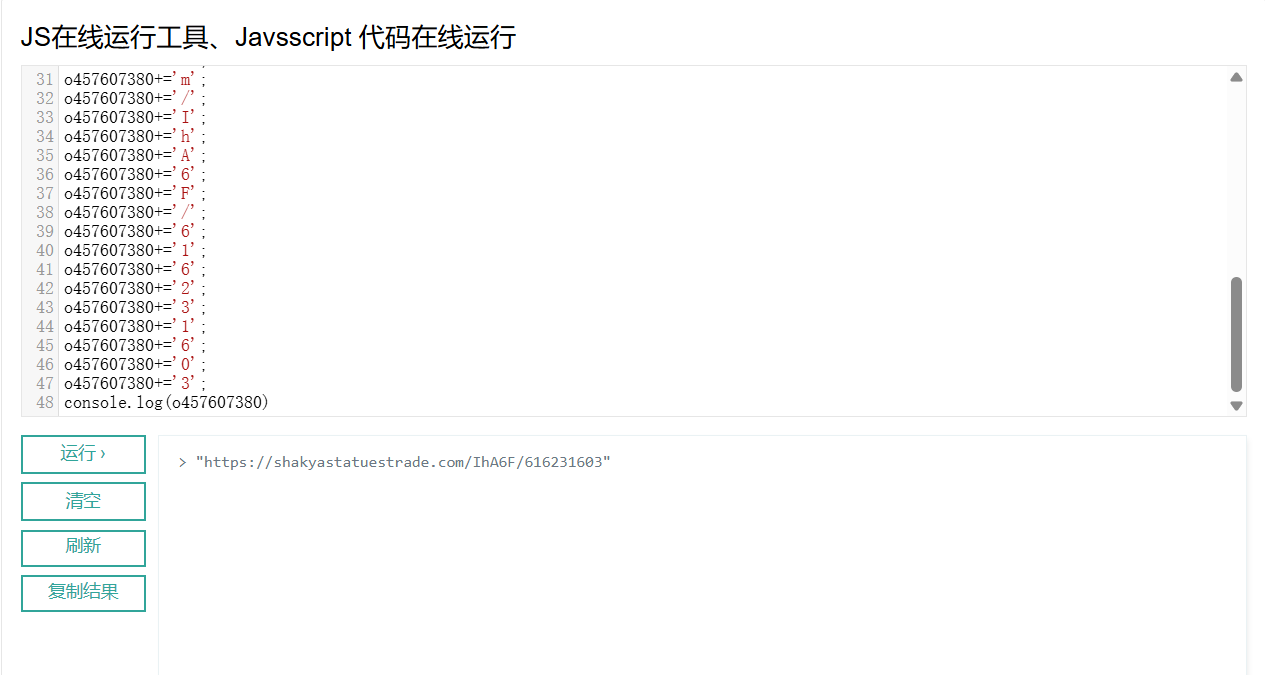 JS在线运行工具、Javsscript 代码在线运行
31 o457607380+='m';
32 o457607380+='/';
33 o457607380+='I';
34 o457607380+='h';
35 o457607380+='A';
36 o457607380+='6';
37 o457607380+='F';
38 o457607380+='/';
39 o457607380+='6';
40 o457607380+='1';
41 o457607380+='6';
42 o457607380+='2';
43 o457607380+='3';
44 o457607380+='1';
45 o457607380+='6';
46 o457607380+='0';
47 o457607380+='3';
48 console.log(o457607380)
运行 ›
> "https://shakyastatuestrade.com/IhA6F/616231603"
清空
刷新
复制结果